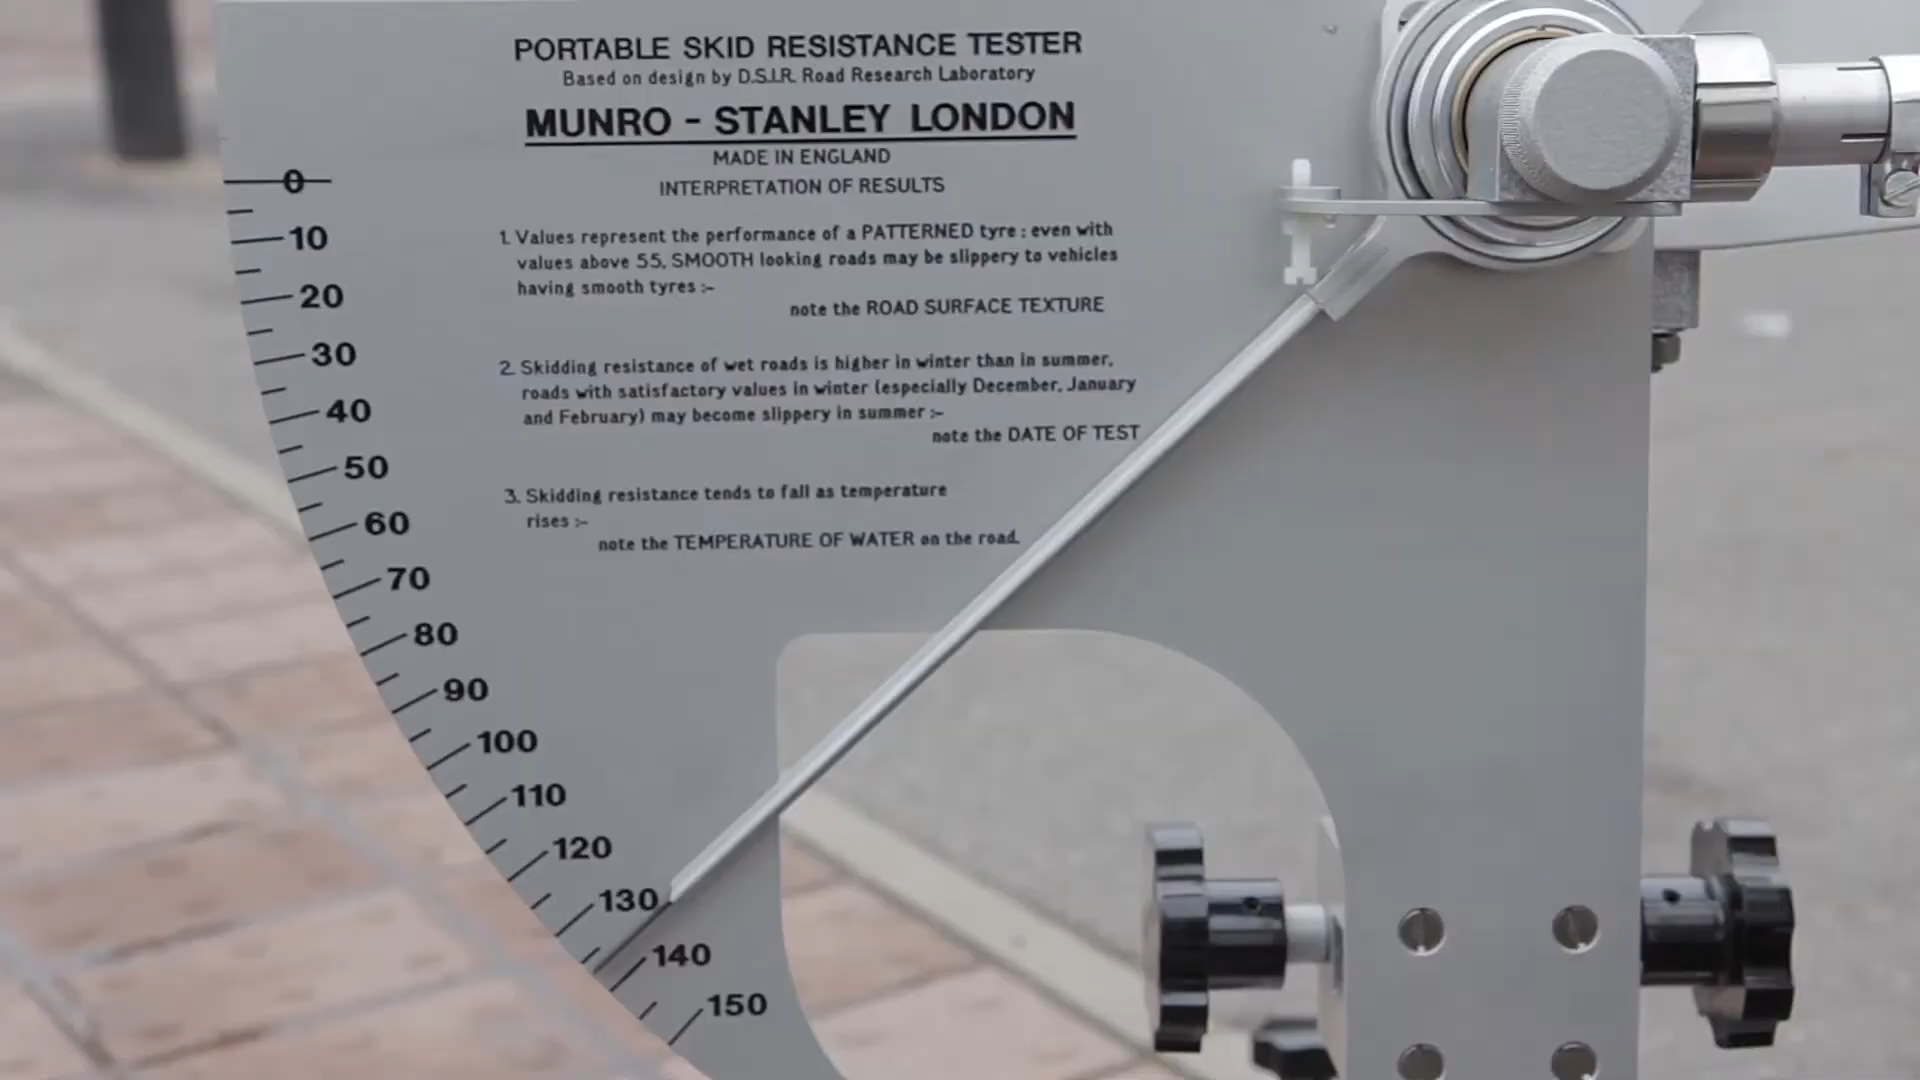 PORTABLE SKID RESISTANCE TESTER
Based on design by D.S.I.R. Road Research Laboratory
MUNRO - STANLEY LONDON
MADE IN ENGLAND
INTERPRETATION OF RESULTS
1. Values represent the performance of a PATTERNED tyre : even with
values above 55, SMOOTH looking roads may be slippery to vehicles
having smooth tyres :-
note the ROAD SURFACE TEXTURE
2. Skidding resistance of wet roads is higher in winter than in summer,
roads with satisfactory values in winter (especially December, January
and February) may become slippery in summer :-
note the DATE OF TEST
3. Skidding resistance tends to fall as temperature
rises :-
note the TEMPERATURE OF WATER on the road.
0
10
20
30
40
50
60
70
80
90
100
110
120
130
140
150